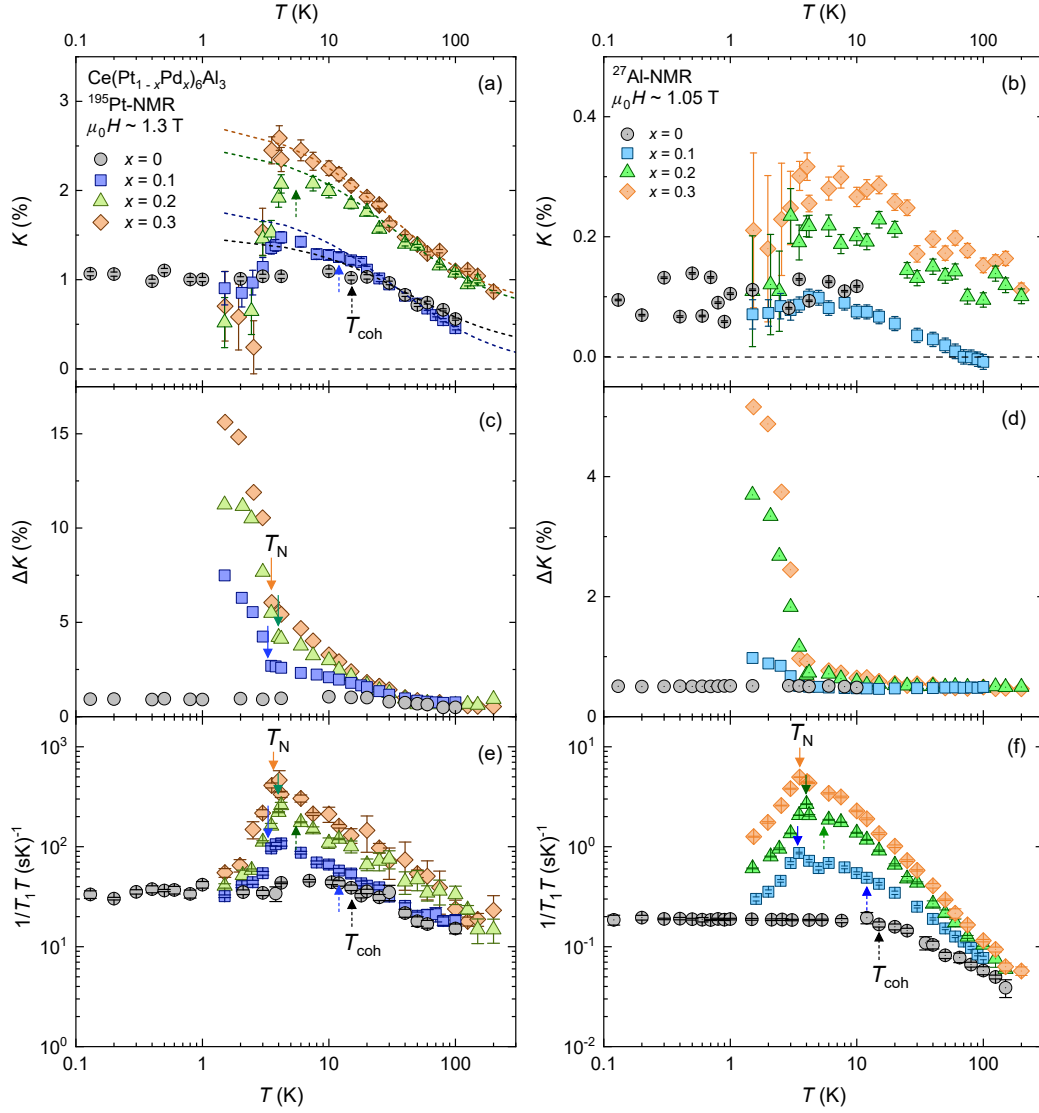 T (K)
0.1 1 10 100
Ce(Pt1 - xPdx)6Al3
195Pt-NMR
μ0H ~ 1.3 T
x = 0
x = 0.1
x = 0.2
x = 0.3
(a)
Tcoh
K (%)
3
2
1
0
T (K)
0.1 1 10 100
27Al-NMR
μ0H ~ 1.05 T
x = 0
x = 0.1
x = 0.2
x = 0.3
(b)
K (%)
0.6
0.4
0.2
0.0
(c)
TN
ΔK (%)
15
10
5
0
(d)
ΔK (%)
4
2
0
(e)
TN
Tcoh
1/T1T (sK)-1
10^3
10^2
10^1
10^0
0.1 1 10 100
T (K)
(f)
TN
Tcoh
1/T1T (sK)-1
10^1
10^0
10^-1
10^-2
0.1 1 10 100
T (K)